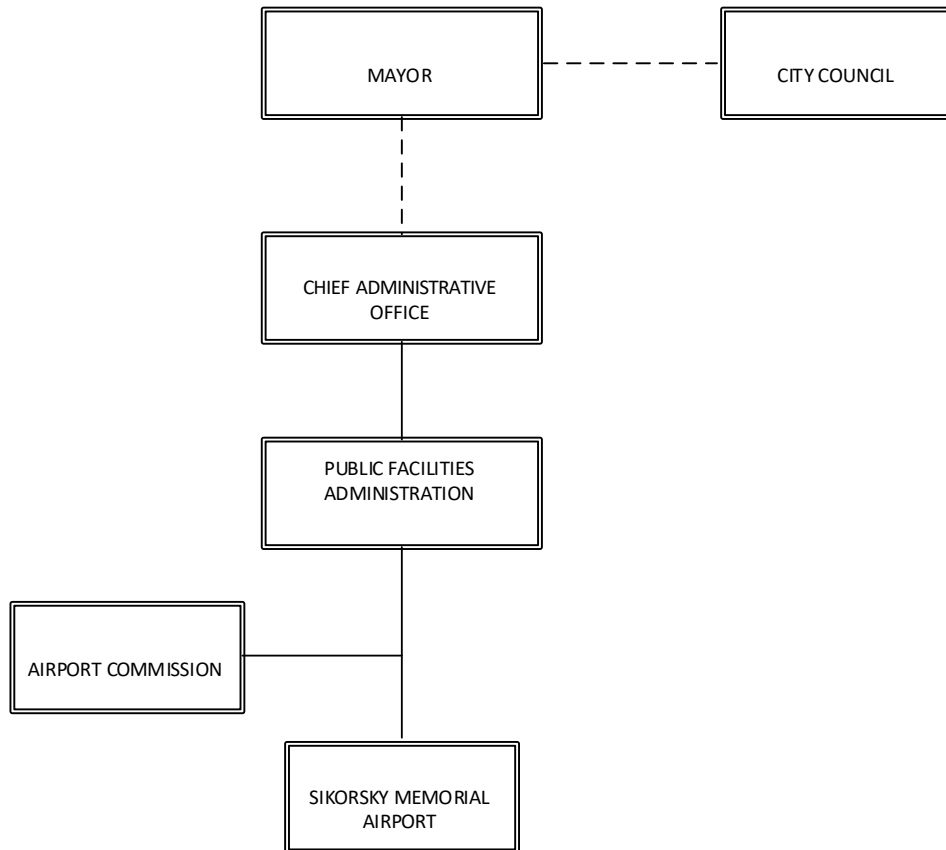 MAYOR
CITY COUNCIL
CHIEF ADMINISTRATIVE
OFFICE
PUBLIC FACILITIES
ADMINISTRATION
AIRPORT COMMISSION
SIKORSKY MEMORIAL
AIRPORT